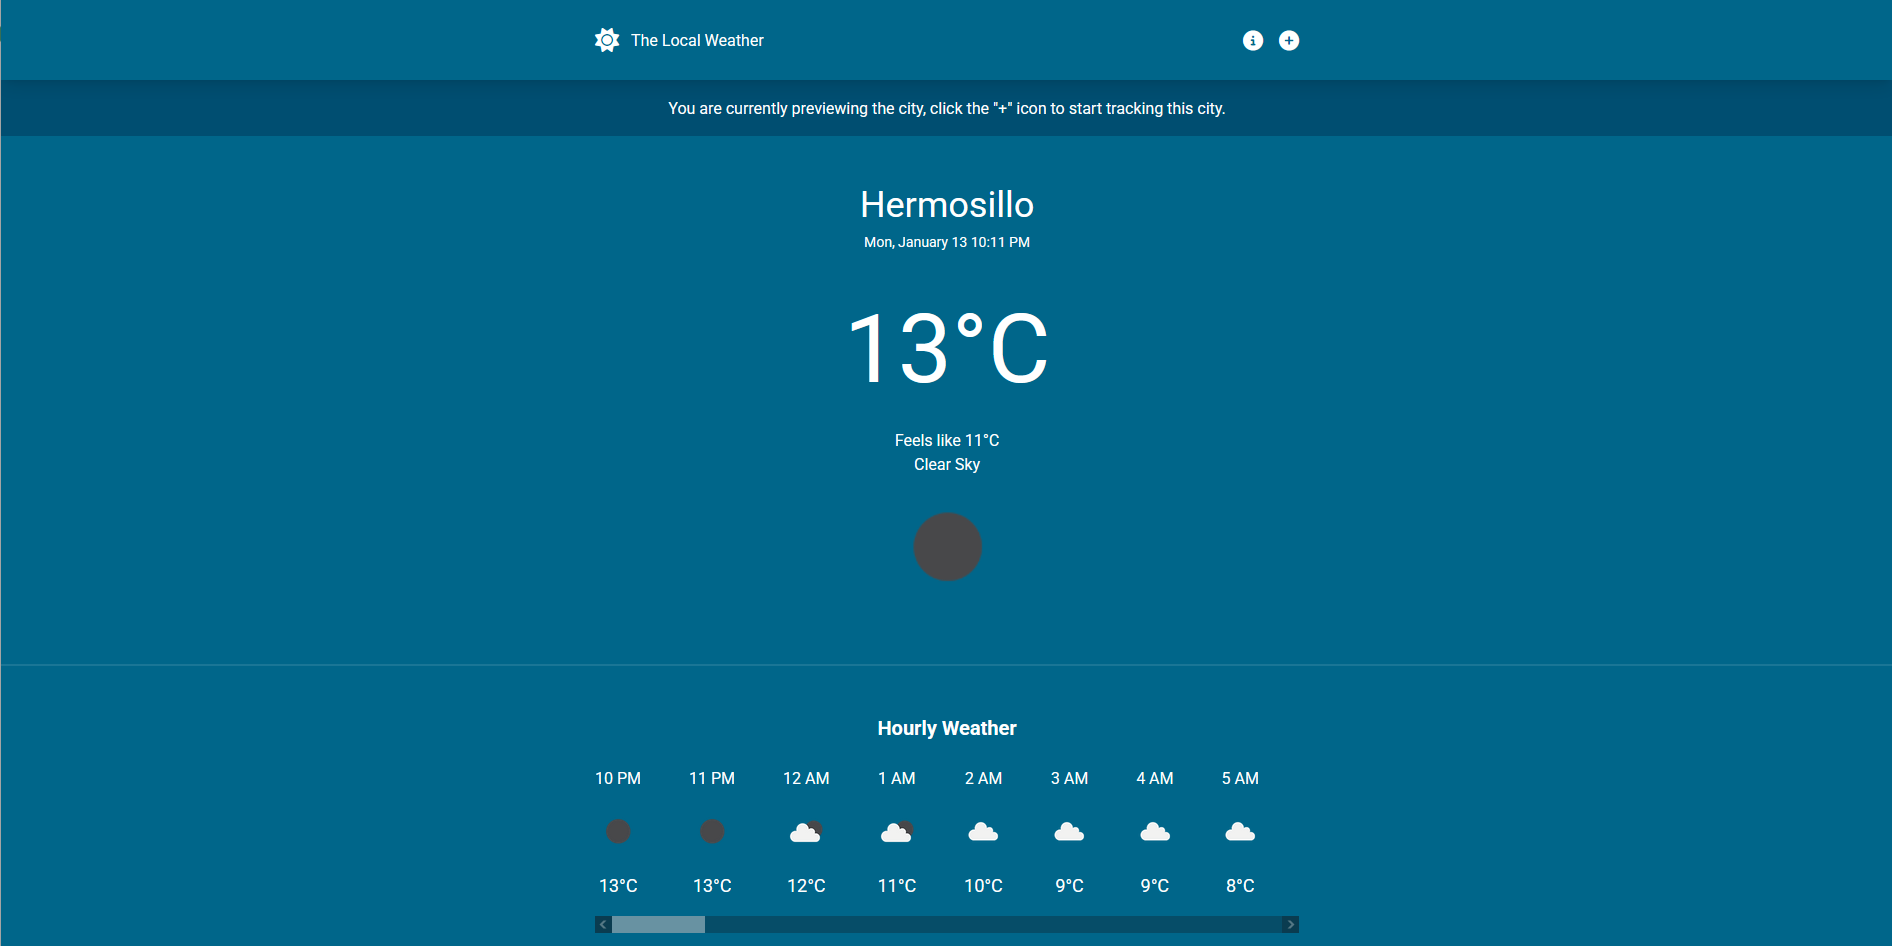 The Local Weather
You are currently previewing the city, click the "+" icon to start tracking this city.
Hermosillo
Mon, January 13 10:11 PM
13°C
Feels like 11°C
Clear Sky
Hourly Weather
10 PM 11 PM 12 AM 1 AM 2 AM 3 AM 4 AM 5 AM
13°C 13°C 12°C 11°C 10°C 9°C 9°C 8°C